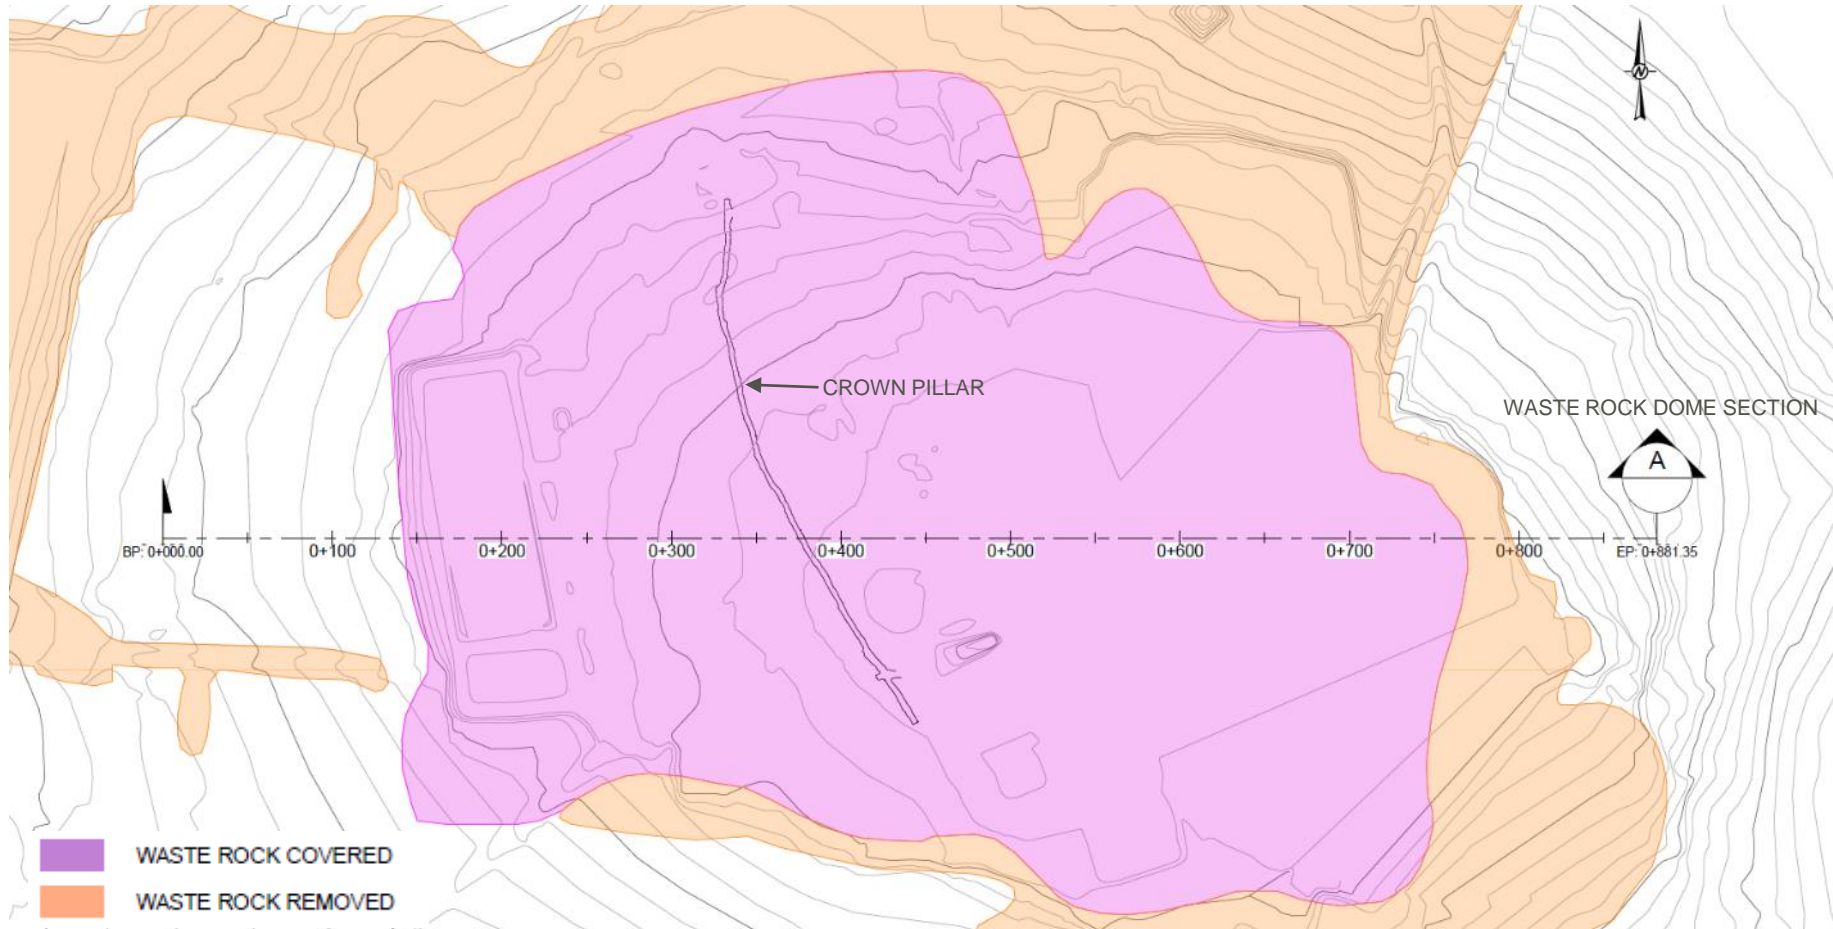 N
CROWN PILLAR
WASTE ROCK DOME SECTION
A
BP: 0+000.00
0+100
0+200
0+300
0+400
0+500
0+600
0+700
0+800
EP: 0+881.35
WASTE ROCK COVERED
WASTE ROCK REMOVED